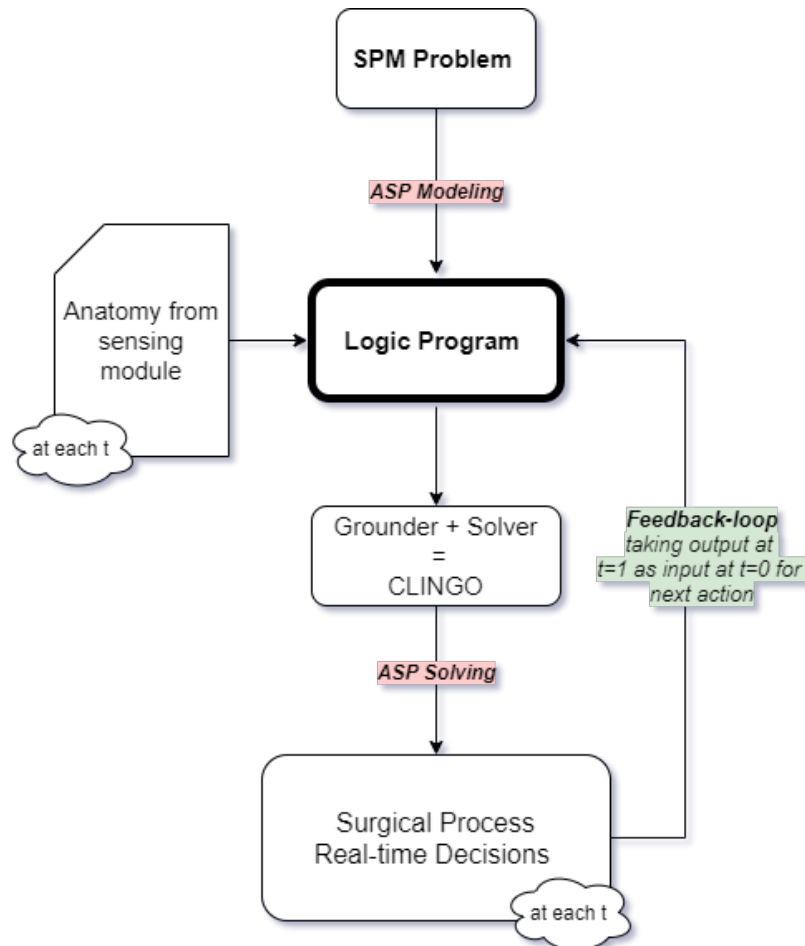 SPM Problem
ASP Modeling
Anatomy from
sensing
module
at each t
Logic Program
Grounder + Solver
=
CLINGO
Feedback-loop
taking output at
t=1 as input at t=0 for
next action
ASP Solving
Surgical Process
Real-time Decisions
at each t